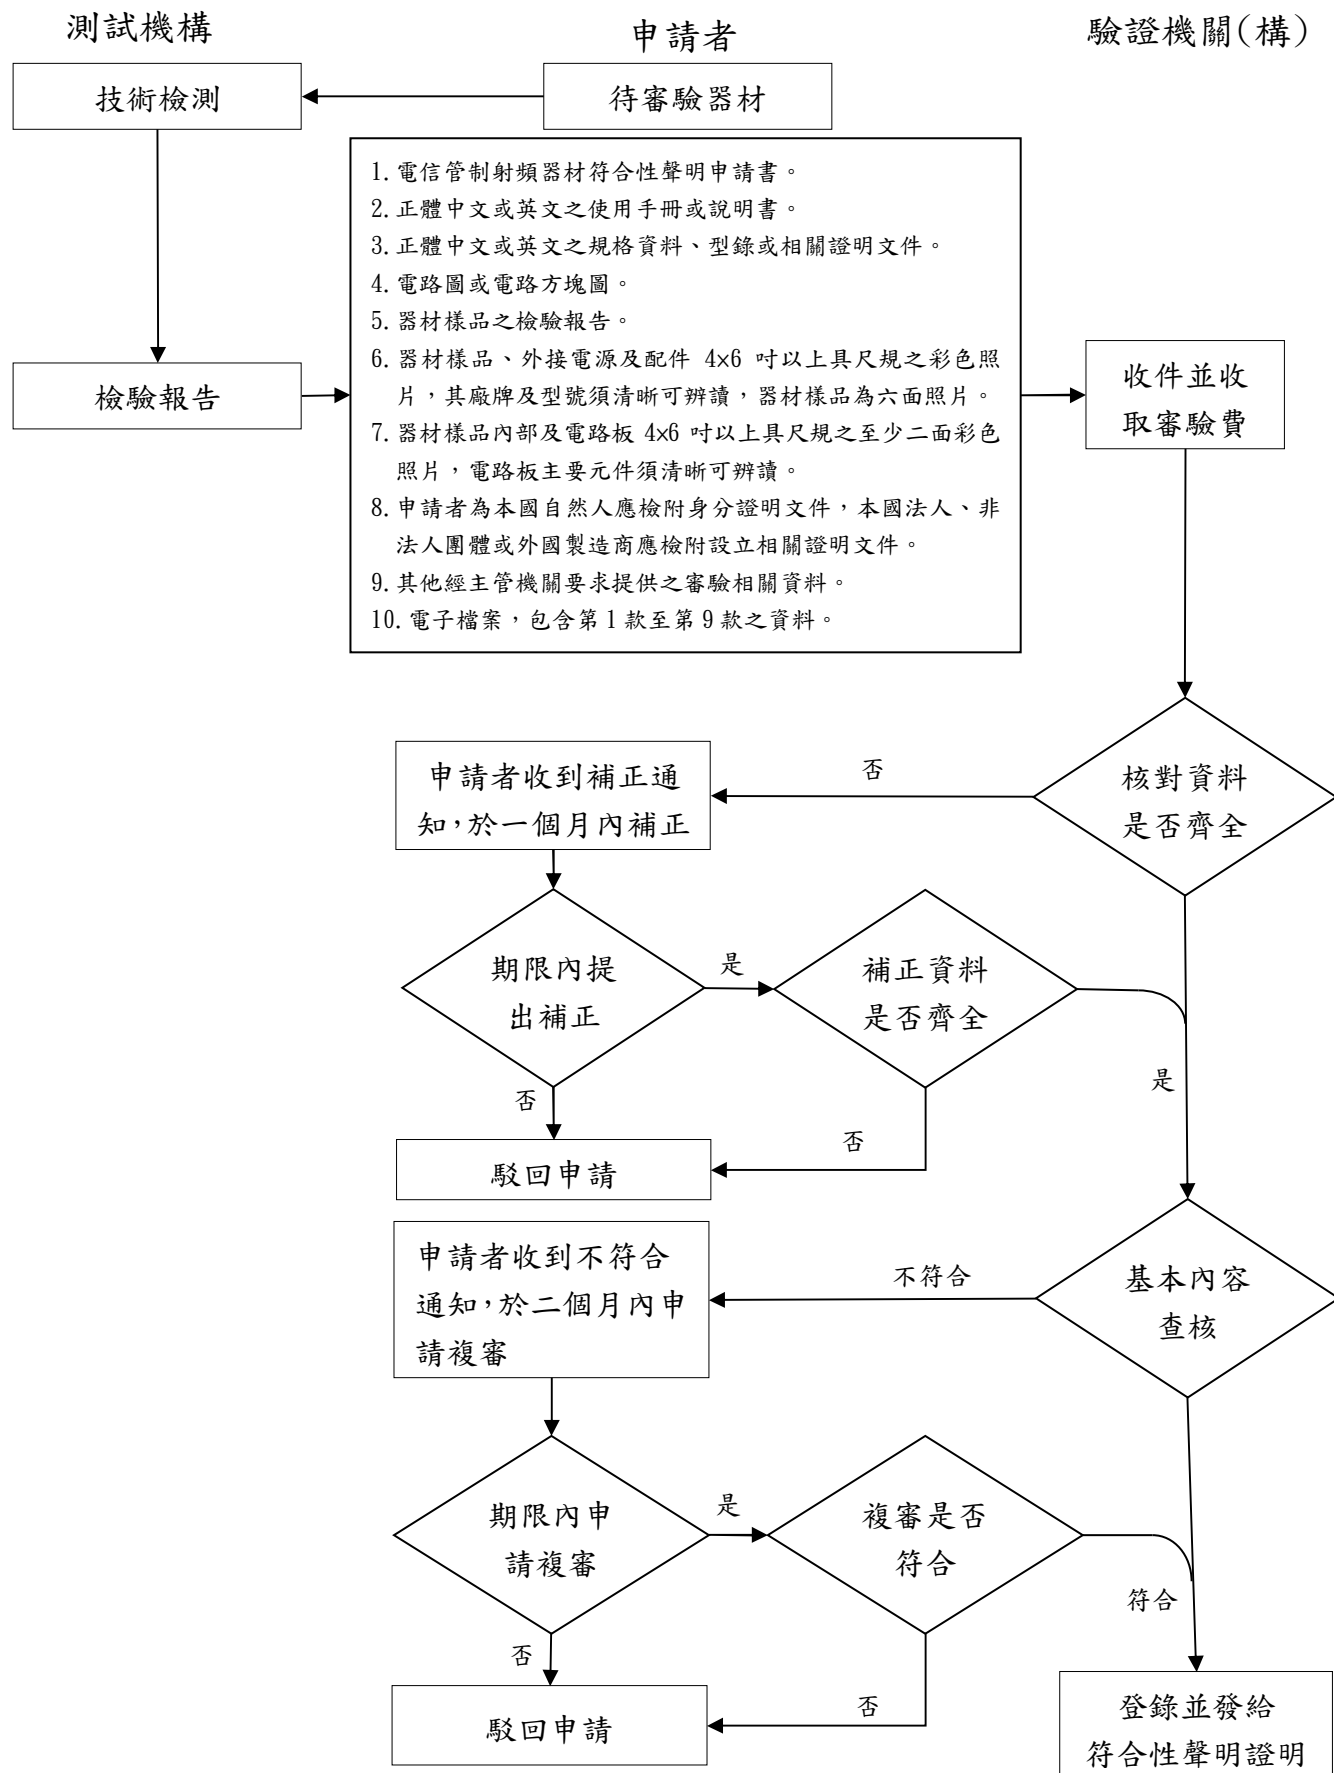 測試機構
申請者
驗證機關(構)
技術檢測
待審驗器材
1.電信管制射頻器材符合性聲明申請書。
2.正體中文或英文之使用手冊或說明書。
3.正體中文或英文之規格資料、型錄或相關證明文件。
4.電路圖或電路方塊圖。
5.器材樣品之檢驗報告。
6.器材樣品、外接電源及配件 4×6 吋以上具尺規之彩色照
片，其廠牌及型號須清晰可辨讀，器材樣品為六面照片。
7.器材樣品內部及電路板 4×6 吋以上具尺規之至少二面彩色
照片，電路板主要元件須清晰可辨讀。
8.申請者為本國自然人應檢附身分證明文件，本國法人、非
法人團體或外國製造商應檢附設立相關證明文件。
9.其他經主管機關要求提供之審驗相關資料。
10.電子檔案，包含第 1 款至第 9 款之資料。
檢驗報告
收件並收
取審驗費
核對資料
是否齊全
否
申請者收到補正通
知，於一個月內補正
期限內提
出補正
是
補正資料
是否齊全
是
否
否
駁回申請
基本內容
查核
不符合
申請者收到不符合
通知，於二個月內申
請複審
期限內申
請複審
是
複審是否
符合
符合
否
否
駁回申請
登錄並發給
符合性聲明證明